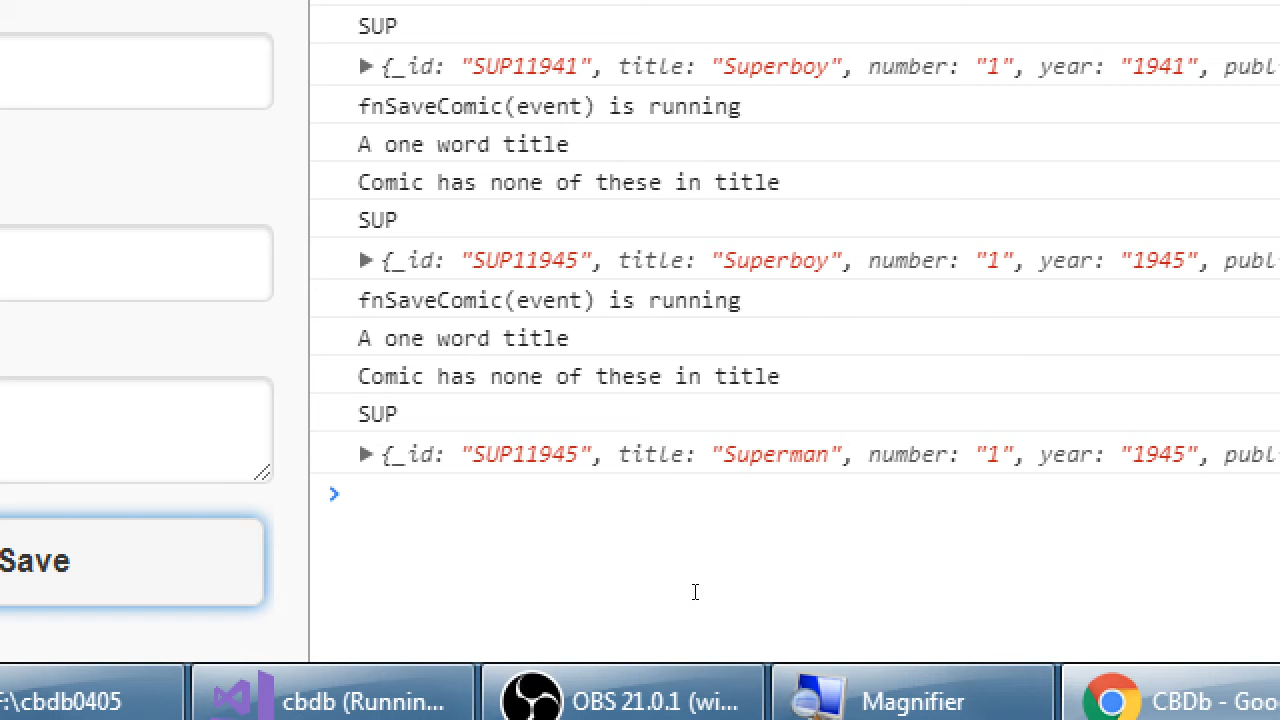 SUP
▶ {_id: "SUP11941", title: "Superboy", number: "1", year: "1941", publ
fnSaveComic(event) is running
A one word title
Comic has none of these in title
SUP
▶ {_id: "SUP11945", title: "Superboy", number: "1", year: "1945", publ
fnSaveComic(event) is running
A one word title
Comic has none of these in title
SUP
▶ {_id: "SUP11945", title: "Superman", number: "1", year: "1945", publ
>
Save
F:\cbdb0405 cbdb (Runnin... OBS 21.0.1 (wi... Magnifier CBDb - Goo